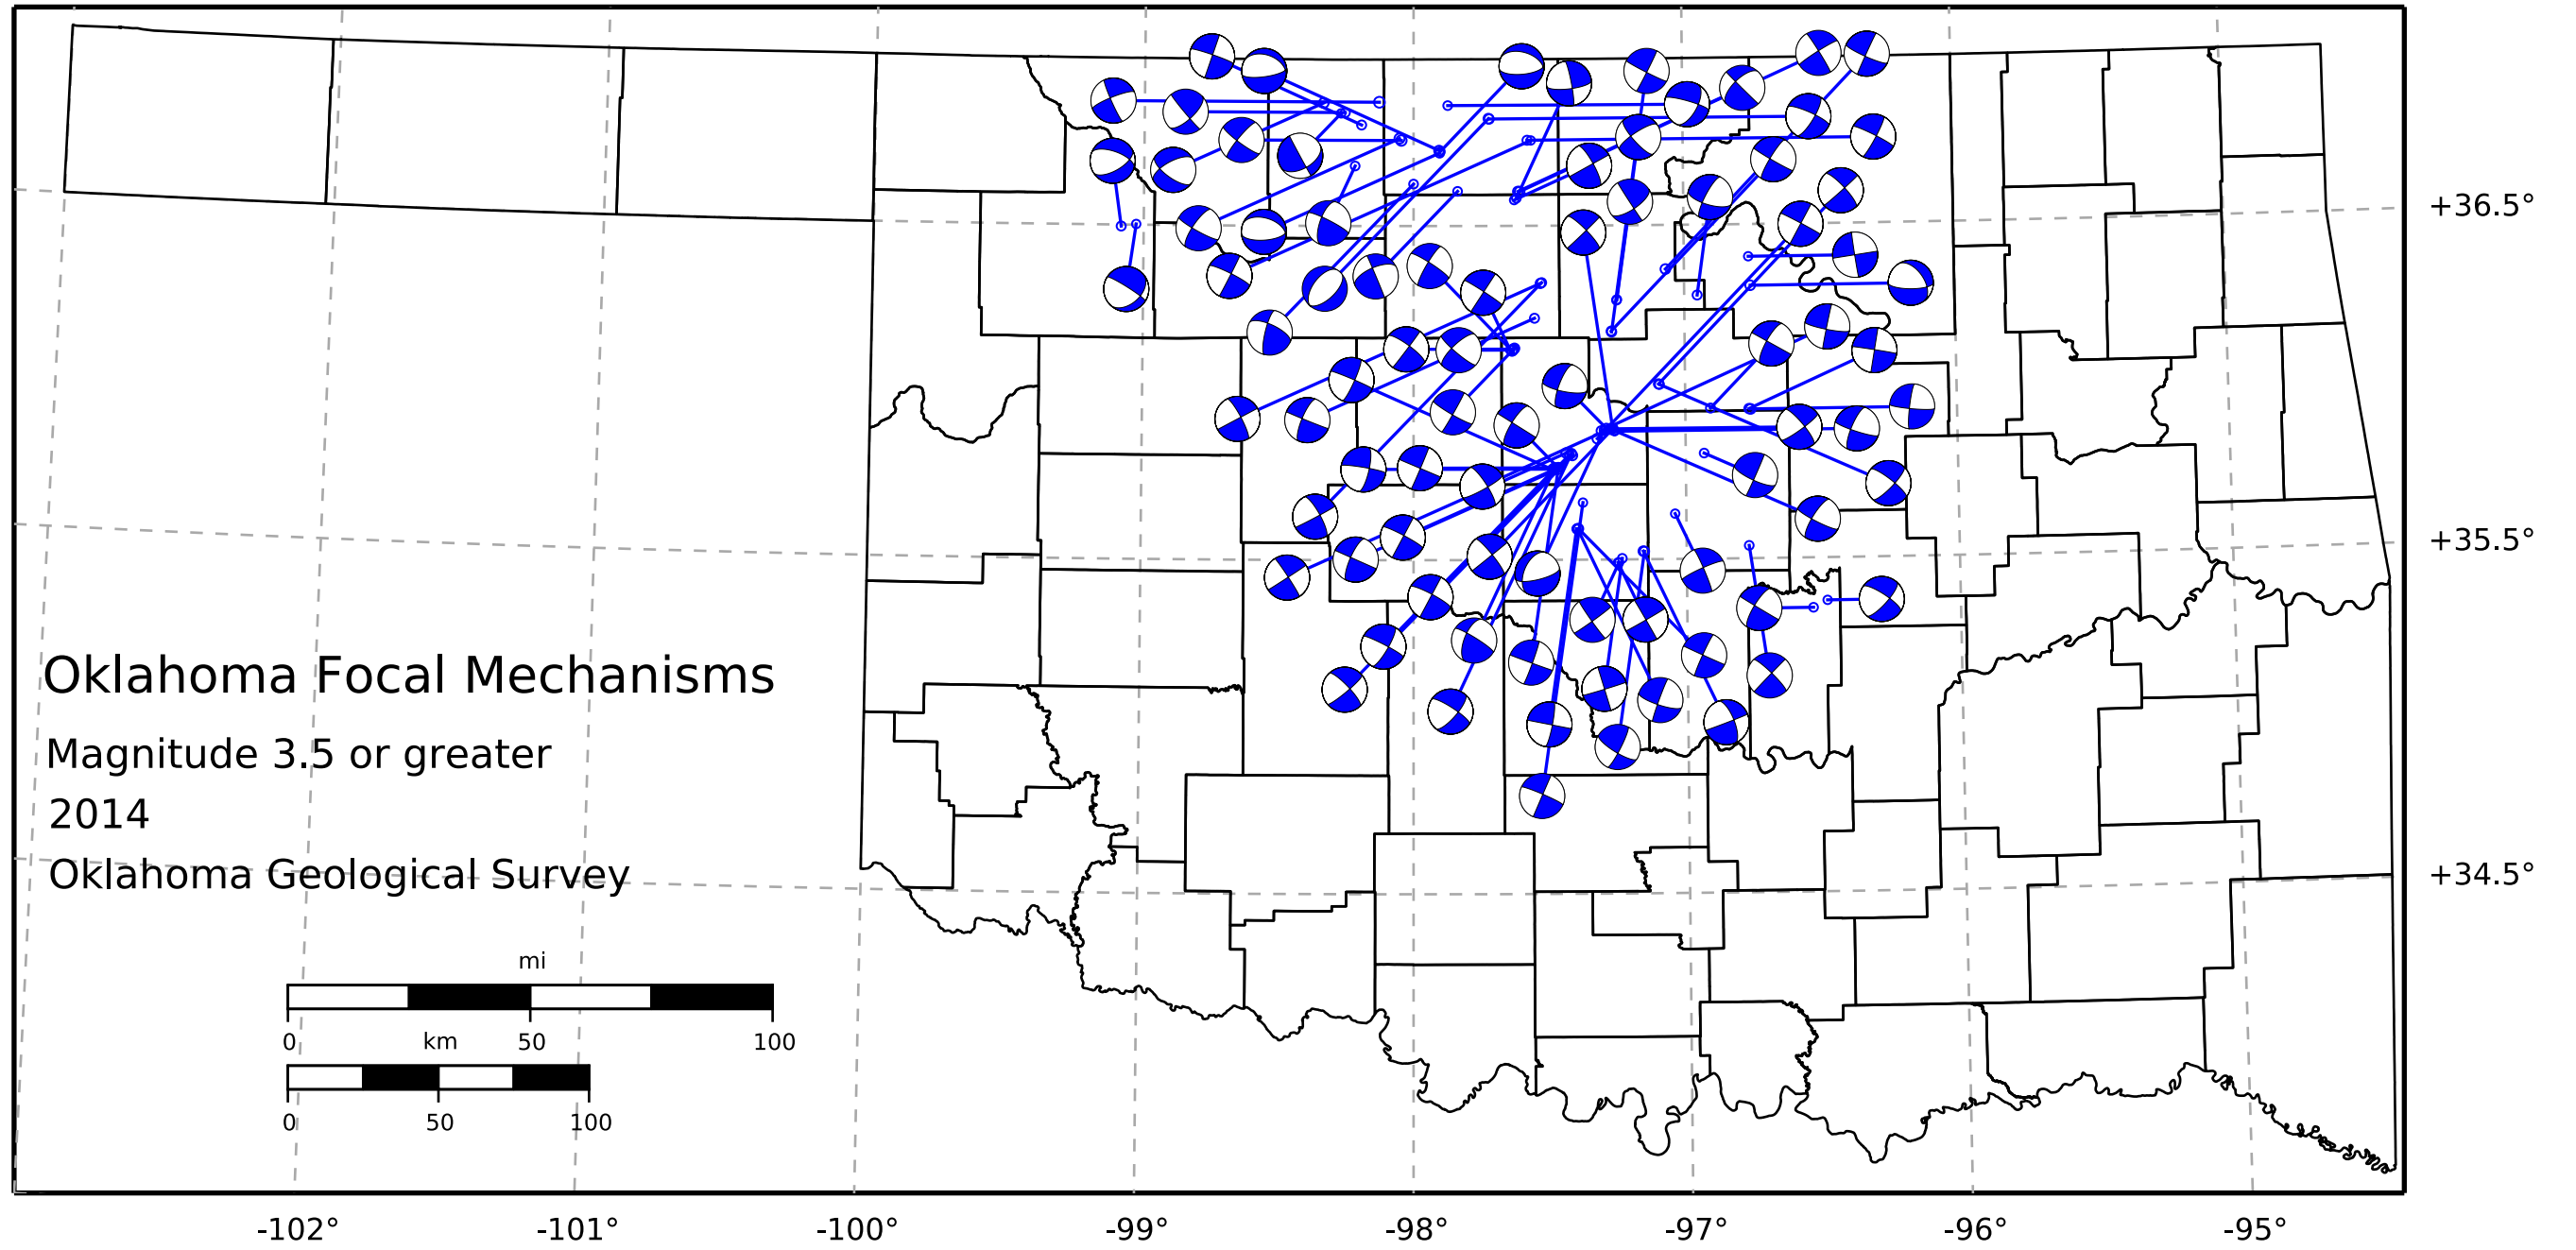 +36.5°
+35.5°
Oklahoma Focal Mechanisms
Magnitude 3.5 or greater
2014
Oklahoma Geological Survey
+34.5°
mi
0 50 100
km
0 50 100
-102° -101° -100° -99° -98° -97° -96° -95°